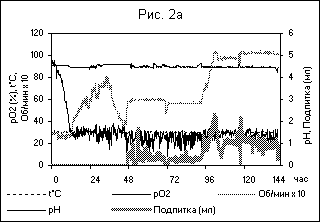 Рис. 2а
pO2 (%), t°C,
Об/мин x 10
120
100
80
60
40
20
0
6
5
4
3
2
1
0
pH, Подпитка (мл)
0 24 48 72 96 120 144 час
t°C pO2 Об/мин x 10
pH Подпитка (мл)